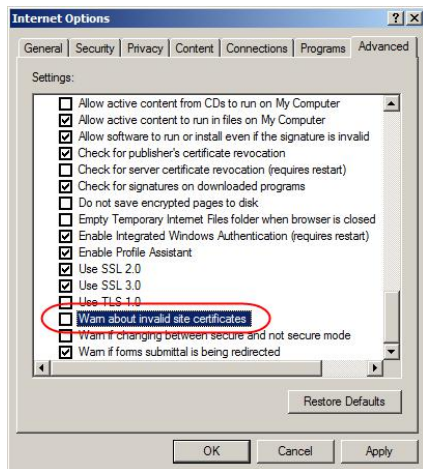 Internet Options
General Security Privacy Content Connections Programs Advanced
Settings:
Allow active content from CDs to run on My Computer
Allow active content to run in files on My Computer
Allow software to run or install even if the signature is invalid
Check for publisher's certificate revocation
Check for server certificate revocation (requires restart)
Check for signatures on downloaded programs
Do not save encrypted pages to disk
Empty Temporary Internet Files folder when browser is closed
Enable Integrated Windows Authentication (requires restart)
Enable Profile Assistant
Use SSL 2.0
Use SSL 3.0
Use TLS 1.0
Warn about invalid site certificates
Warn if changing between secure and not secure mode
Warn if forms submittal is being redirected
Restore Defaults
OK Cancel Apply